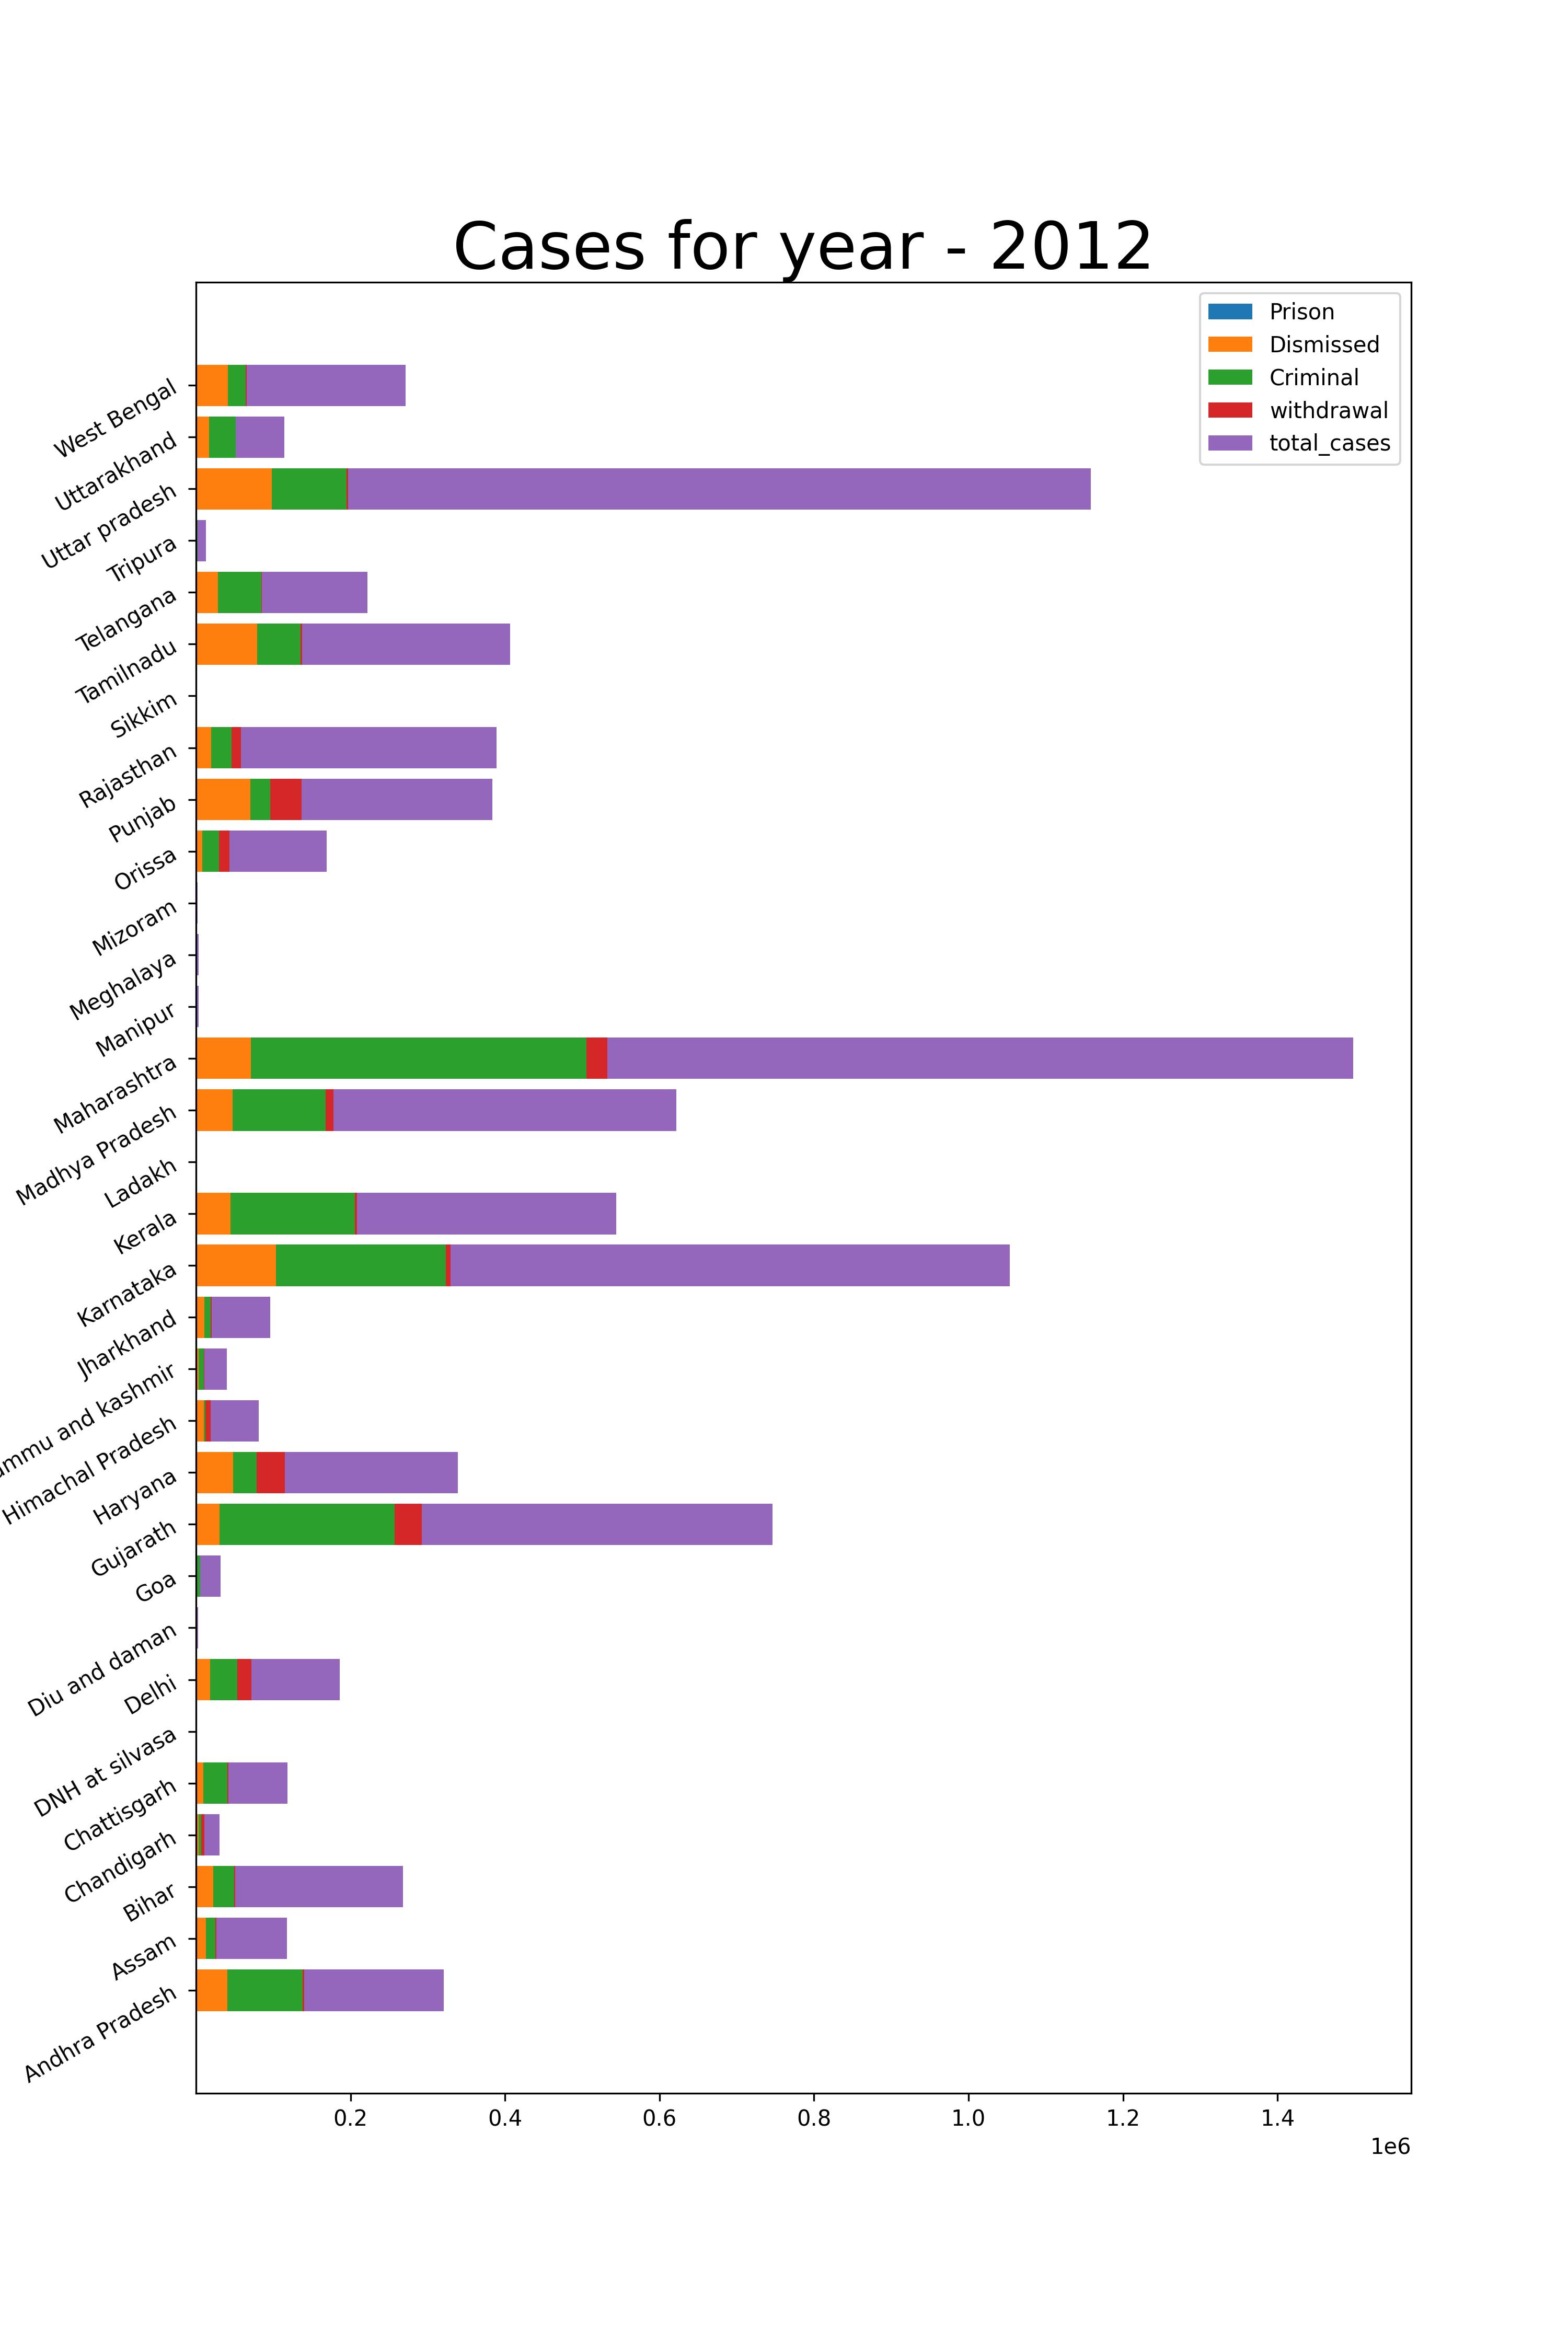 Cases for year - 2012
Prison
Dismissed
Criminal
withdrawal
total_cases
West Bengal
Uttarakhand
Uttar pradesh
Tripura
Telangana
Tamilnadu
Sikkim
Rajasthan
Punjab
Orissa
Mizoram
Meghalaya
Manipur
Maharashtra
Madhya Pradesh
Ladakh
Kerala
Karnataka
Jharkhand
and kashmir
Himachal Pradesh
Haryana
Gujarath
Goa
Diu and daman
Delhi
DNH at silvasa
Chattisgarh
Chandigarh
Bihar
Assam
Andhra Pradesh
0.2 0.4 0.6 0.8 1.0 1.2 1.4
1e6